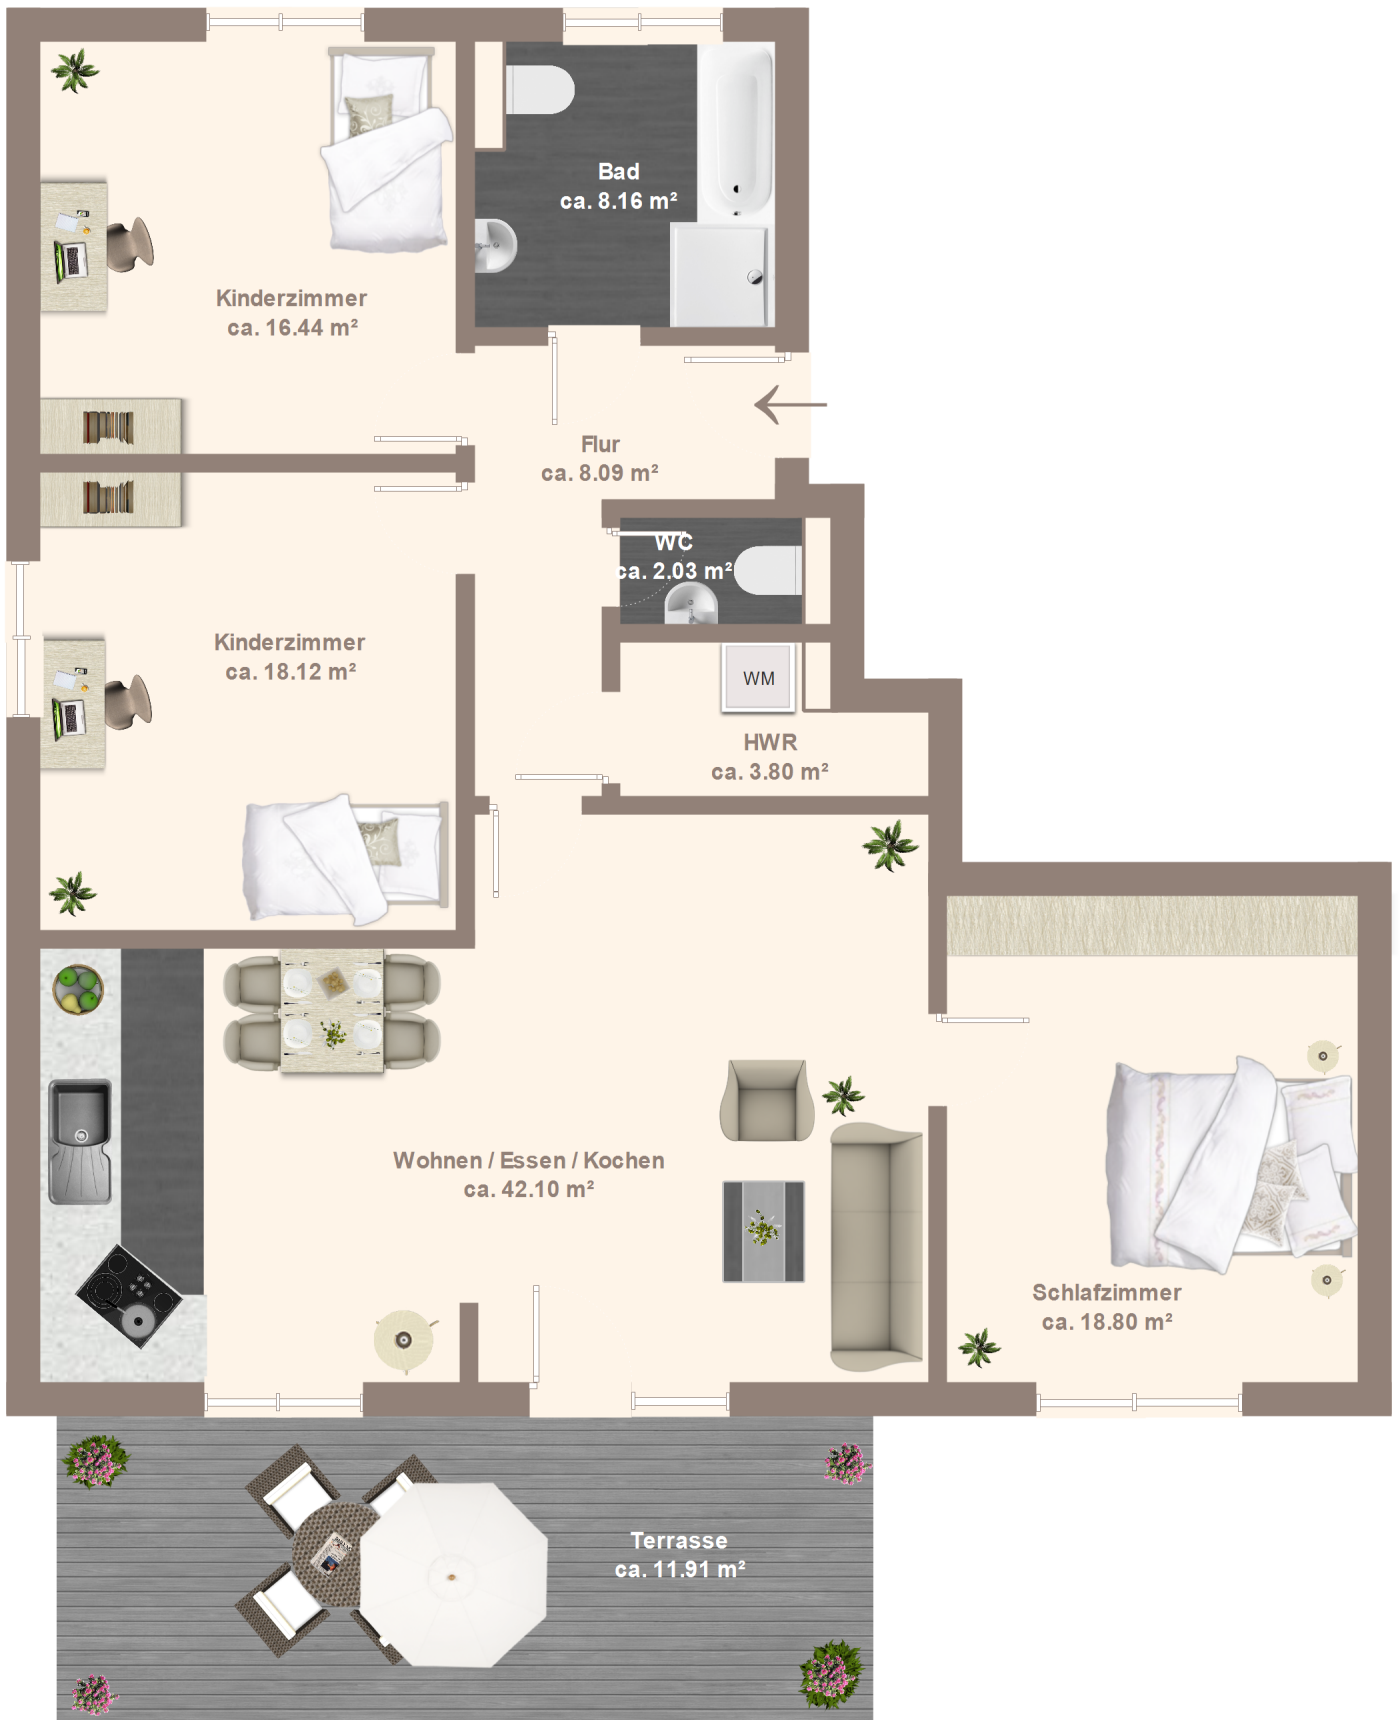 Bad
ca. 8.16 m²
Kinderzimmer
ca. 16.44 m²
Flur
ca. 8.09 m²
WC
ca. 2.03 m²
Kinderzimmer
ca. 18.12 m²
WM
HWR
ca. 3.80 m²
Wohnen / Essen / Kochen
ca. 42.10 m²
Schlafzimmer
ca. 18.80 m²
Terrasse
ca. 11.91 m²